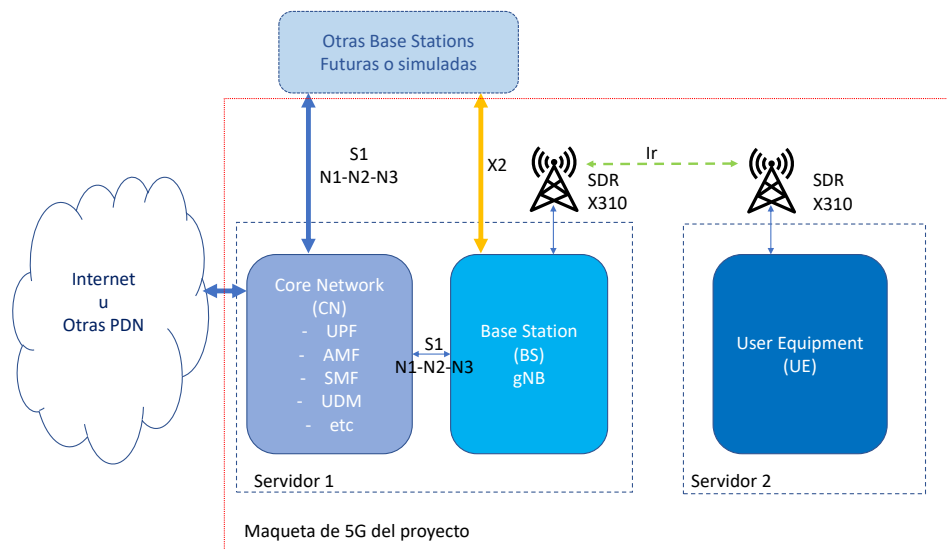 Otras Base Stations
Futuras o simuladas
S1
N1-N2-N3
X2
Ir
SDR
X310
SDR
X310
Internet
u
Otras PDN
Core Network
(CN)
- UPF
- AMF
- SMF
- UDM
- etc
S1
N1-N2-N3
Base Station
(BS)
gNB
User Equipment
(UE)
Servidor 1
Servidor 2
Maqueta de 5G del proyecto